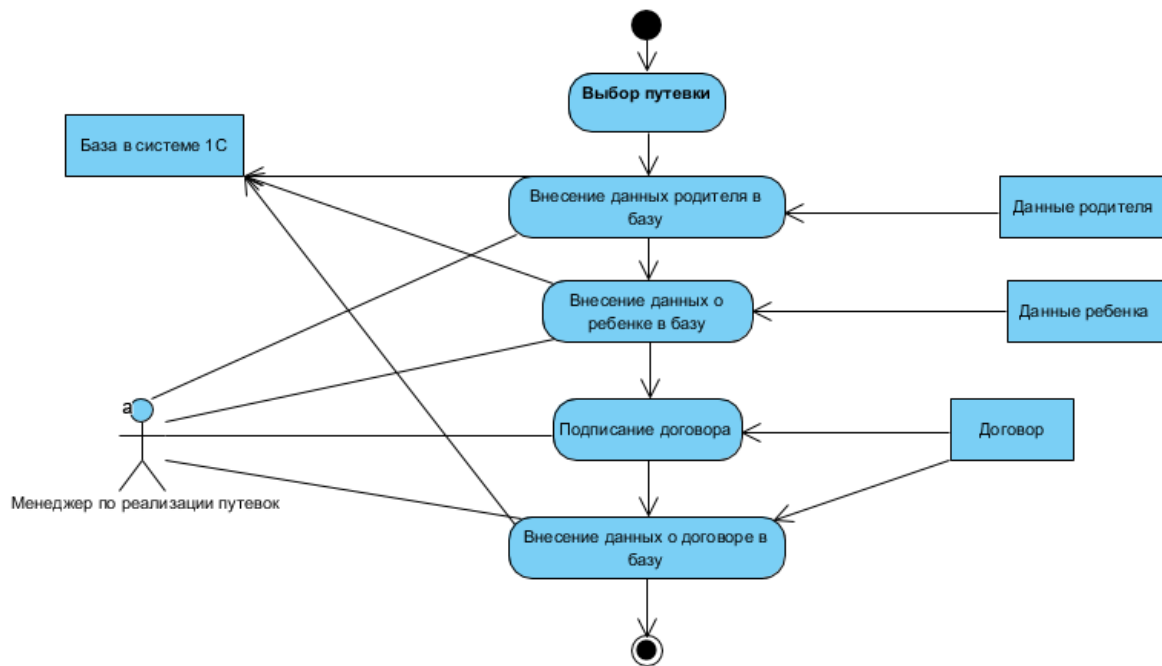 Выбор путевки
База в системе 1С
Внесение данных родителя в
базу
Данные родителя
Внесение данных о
ребенке в базу
Данные ребенка
a
Подписание договора
Договор
Менеджер по реализации путевок
Внесение данных о договоре в
базу